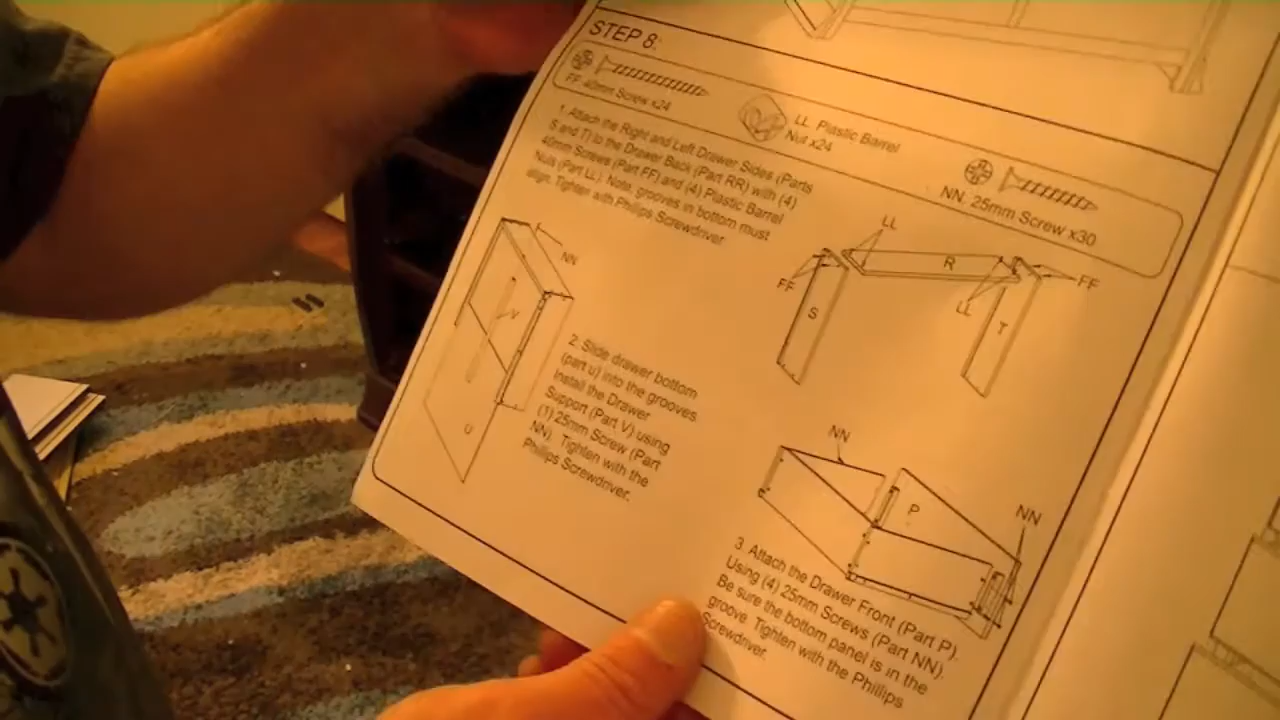 STEP 8:
FF. 40mm Screw x24
LL. Plastic Barrel
Nut x24
NN. 25mm Screw x30
1. Attach the Right and Left Drawer Sides (Parts
S and T) to the Drawer Back (Part RR) with (4)
40mm Screws (Part FF) and (4) Plastic Barrel
Nuts (Part LL). Note, grooves in bottom must
align. Tighten with Phillips Screwdriver.
LL
R
FF
FF
LL
S
T
NN
V
U
2. Slide drawer bottom
(part u) into the grooves.
Install the Drawer
Support (Part V) using
(1) 25mm Screw (Part
NN). Tighten with the
Phillips Screwdriver.
NN
P
NN
3. Attach the Drawer Front (Part P).
Using (4) 25mm Screws (Part NN).
Be sure the bottom panel is in the
groove. Tighten with the Phillips
Screwdriver.